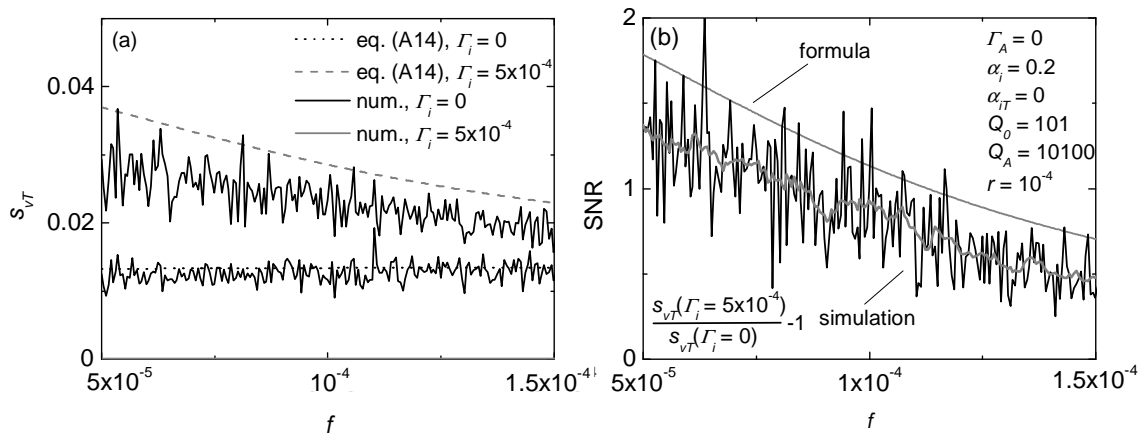 (a)
eq. (A14), Γi = 0
eq. (A14), Γi = 5x10-4
num., Γi = 0
num., Γi = 5x10-4
0.04
0.02
0
svT
5x10-5
10-4
1.5x10-4
f
(b)
formula
ΓA = 0
αi = 0.2
αiT = 0
Q0 = 101
QA = 10100
r = 10-4
2
1
0
SNR
svT(Γi = 5x10-4)
svT(Γi = 0)
-1
simulation
5x10-5
1x10-4
1.5x10-4
f